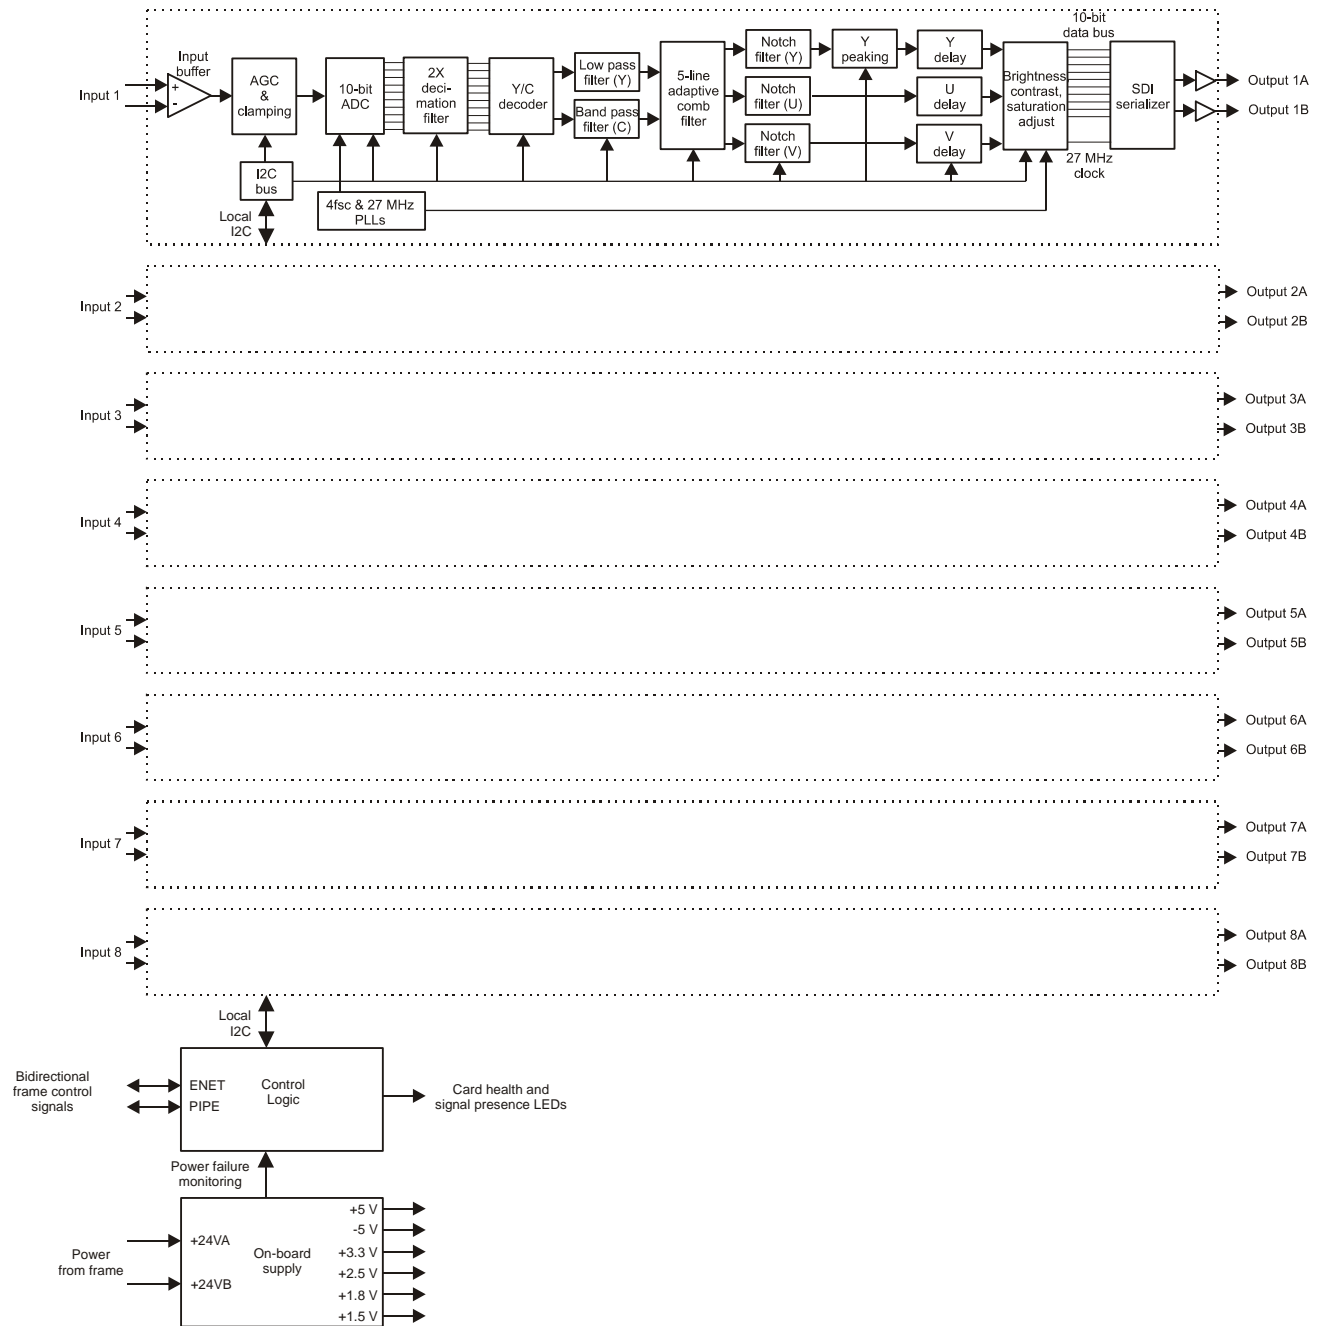 10-bit
data bus
Input
buffer
Input 1
+
-
AGC
&
clamping
10-bit
ADC
2X
deci-
mation
filter
Y/C
decoder
Low pass
filter (Y)
Band pass
filter (C)
5-line
adaptive
comb
filter
Notch
filter (Y)
Notch
filter (U)
Notch
filter (V)
Y
peaking
Y
delay
U
delay
V
delay
Brightness,
contrast,
saturation
adjust
SDI
serializer
Output 1A
Output 1B
27 MHz
clock
I2C
bus
4fsc & 27 MHz
PLLs
Local
I2C
Input 2
Output 2A
Output 2B
Input 3
Output 3A
Output 3B
Input 4
Output 4A
Output 4B
Input 5
Output 5A
Output 5B
Input 6
Output 6A
Output 6B
Input 7
Output 7A
Output 7B
Input 8
Output 8A
Output 8B
Local
I2C
Bidirectional
frame control
signals
ENET
PIPE
Control
Logic
Card health and
signal presence LEDs
Power failure
monitoring
Power
from frame
+24VA
+24VB
On-board
supply
+5 V
-5 V
+3.3 V
+2.5 V
+1.8 V
+1.5 V